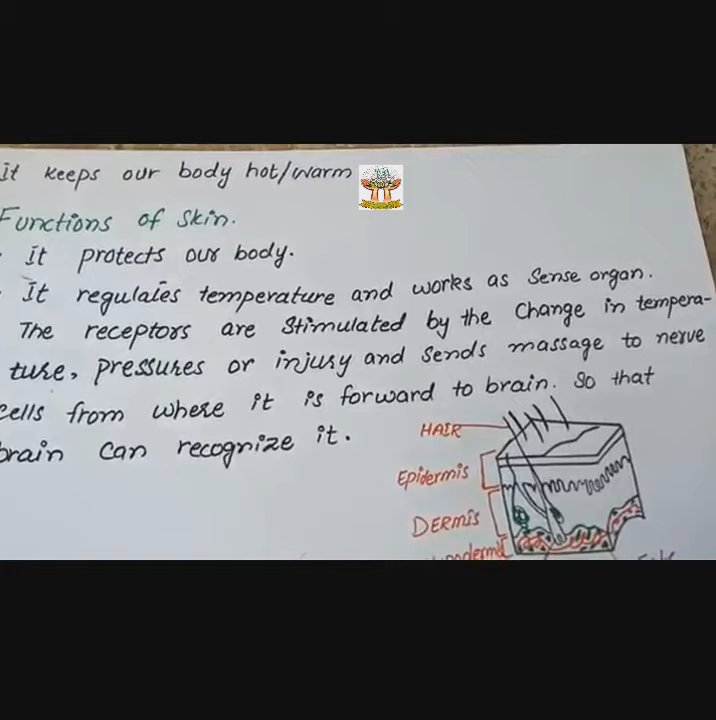 it keeps our body hot/warm
Functions of Skin.
it protects our body.
It regulates temperature and works as Sense organ.
The receptors are Stimulated by the Change in tempera-
ture, pressures or injury and Sends massage to nerve
cells from where it is forward to brain. So that
brain can recognize it.
HAIR
Epidermis
DERMIS